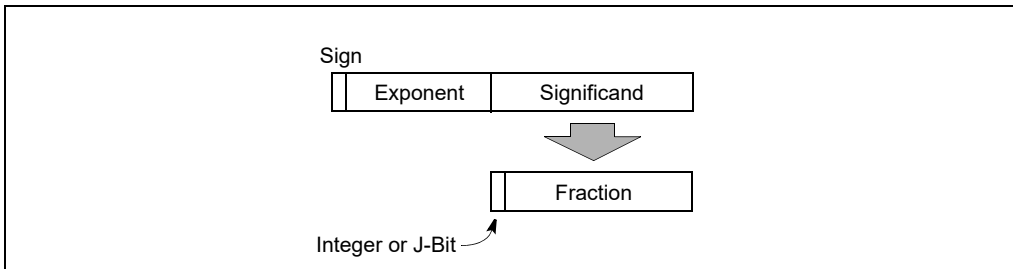 Sign
Exponent Significand
Fraction
Integer or J-Bit